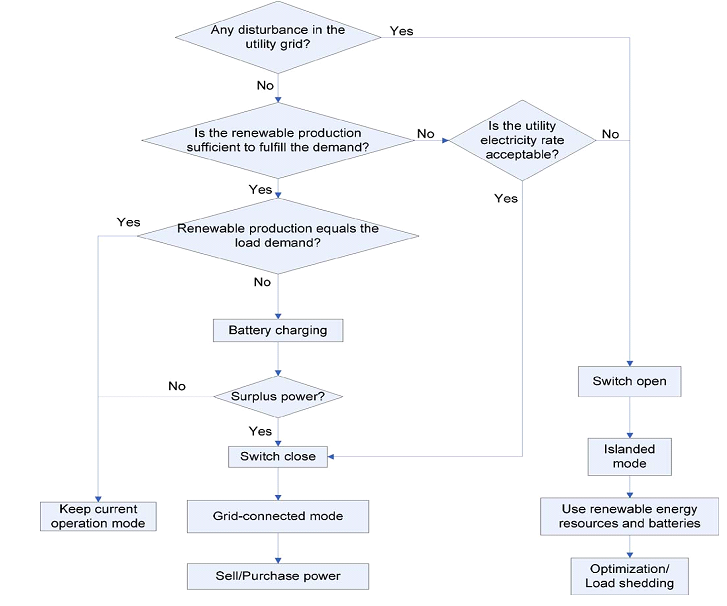 Any disturbance in the
utility grid?
Yes
No
Is the renewable production
sufficient to fulfill the demand?
No
Is the utility
electricity rate
acceptable?
No
Yes
Yes
Yes
Renewable production equals the
load demand?
No
Battery charging
No
Surplus power?
Switch open
Yes
Switch close
Islanded
mode
Keep current
operation mode
Grid-connected mode
Use renewable energy
resources and batteries
Sell/Purchase power
Optimization/
Load shedding